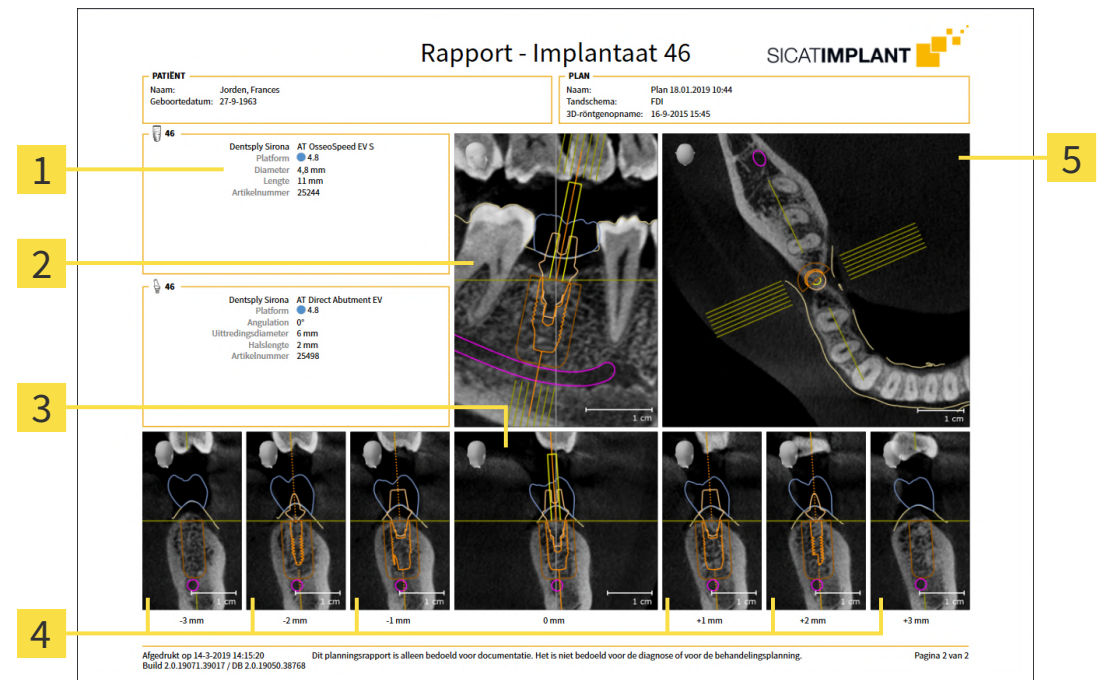 Rapport - Implantaat 46
SICATIMPLANT
PATIËNT
Naam: Jorden, Frances
Geboortedatum: 27-9-1963
PLAN
Naam: Plan 18.01.2019 10:44
Tandschema: FDI
3D-röntgenopname: 16-9-2015 15:45
1
46
Dentsply Sirona AT OsseoSpeed EV S
Platform 4.8
Diameter 4,8 mm
Lengte 11 mm
Artikelnummer 25244
2
46
Dentsply Sirona AT Direct Abutment EV
Platform 4.8
Angulation 0°
Uittredingsdiameter 6 mm
Halslengte 2 mm
Artikelnummer 25498
3
1 cm
1 cm
5
1 cm
1 cm
1 cm
1 cm
1 cm
1 cm
1 cm
4
-3 mm
-2 mm
-1 mm
0 mm
+1 mm
+2 mm
+3 mm
Afgedrukt op 14-3-2019 14:15:20 Dit planningsrapport is alleen bedoeld voor documentatie. Het is niet bedoeld voor de diagnose of voor de behandelingsplanning. Pagina 2 van 2
Build 2.0.19071.39017 / DB 2.0.19050.38768